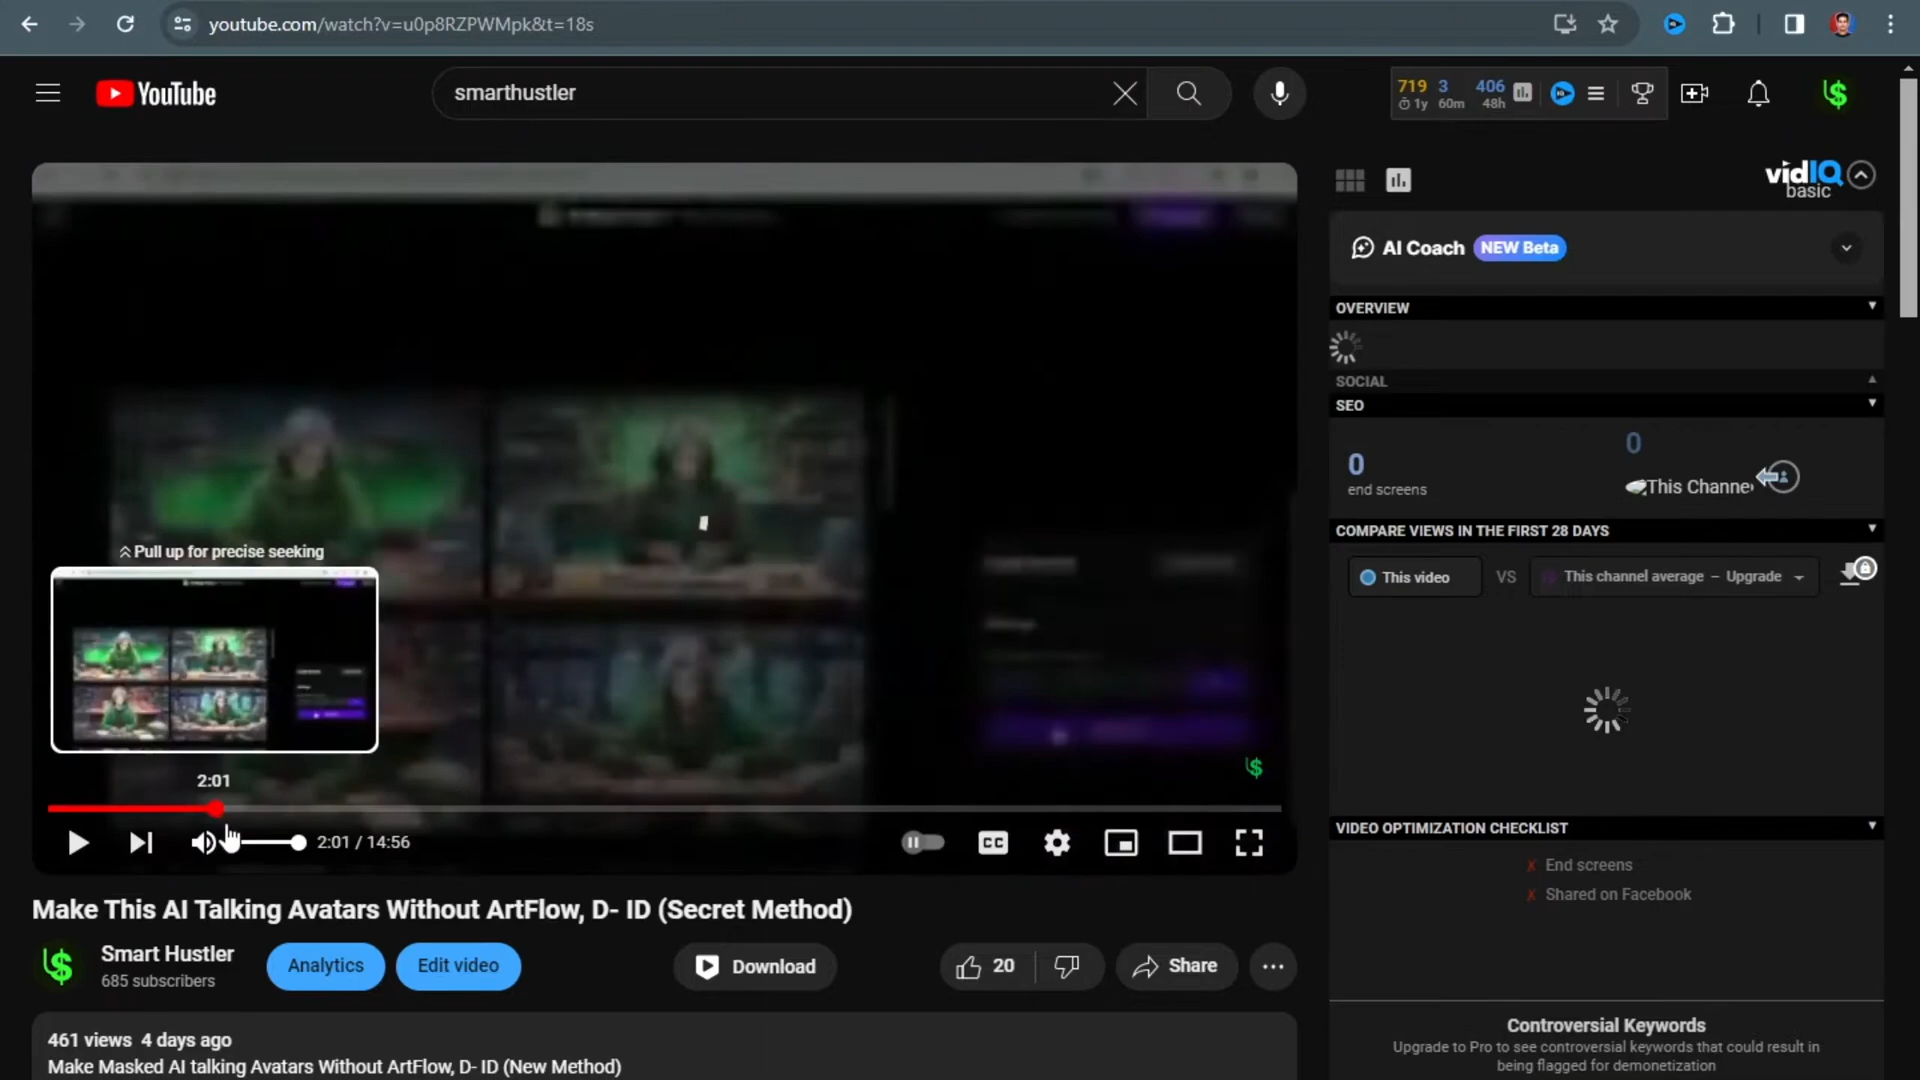 youtube.com/watch?v=u0p8RZPWMpk&t=18s
YouTube
smarthustler
719 3 406
1y 60m 48h
vidIQ
basic
AI Coach NEW Beta
OVERVIEW
SOCIAL
SEO
0
0
end screens
This Channe
COMPARE VIEWS IN THE FIRST 28 DAYS
This video VS This channel average – Upgrade
Pull up for precise seeking
2:01
2:01 / 14:56
CC
VIDEO OPTIMIZATION CHECKLIST
End screens
Shared on Facebook
Make This AI Talking Avatars Without ArtFlow, D- ID (Secret Method)
Smart Hustler
685 subscribers
Analytics
Edit video
Download
20
Share
461 views 4 days ago
Make Masked AI talking Avatars Without ArtFlow, D- ID (New Method)
Controversial Keywords
Upgrade to Pro to see controversial keywords that could result in
being flagged for demonetization